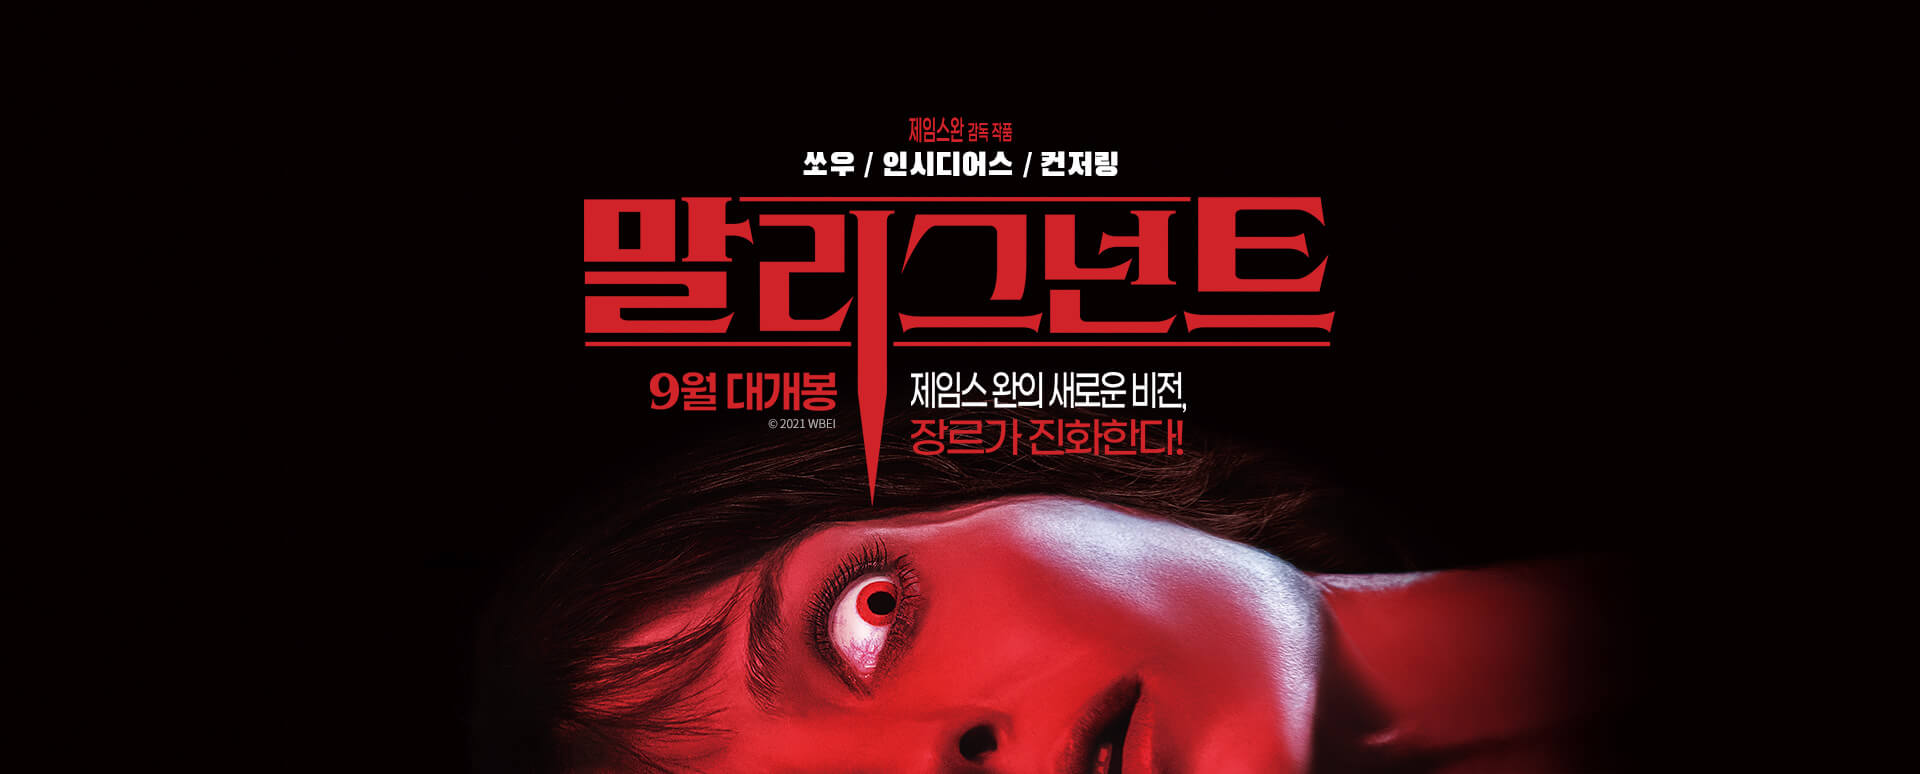 제임스완 감독 작품
쏘우 / 인시디어스 / 컨저링
말리그넌트
9월 대개봉
© 2021 WBEI
제임스 완의 새로운 비전,
장르가 진화한다!